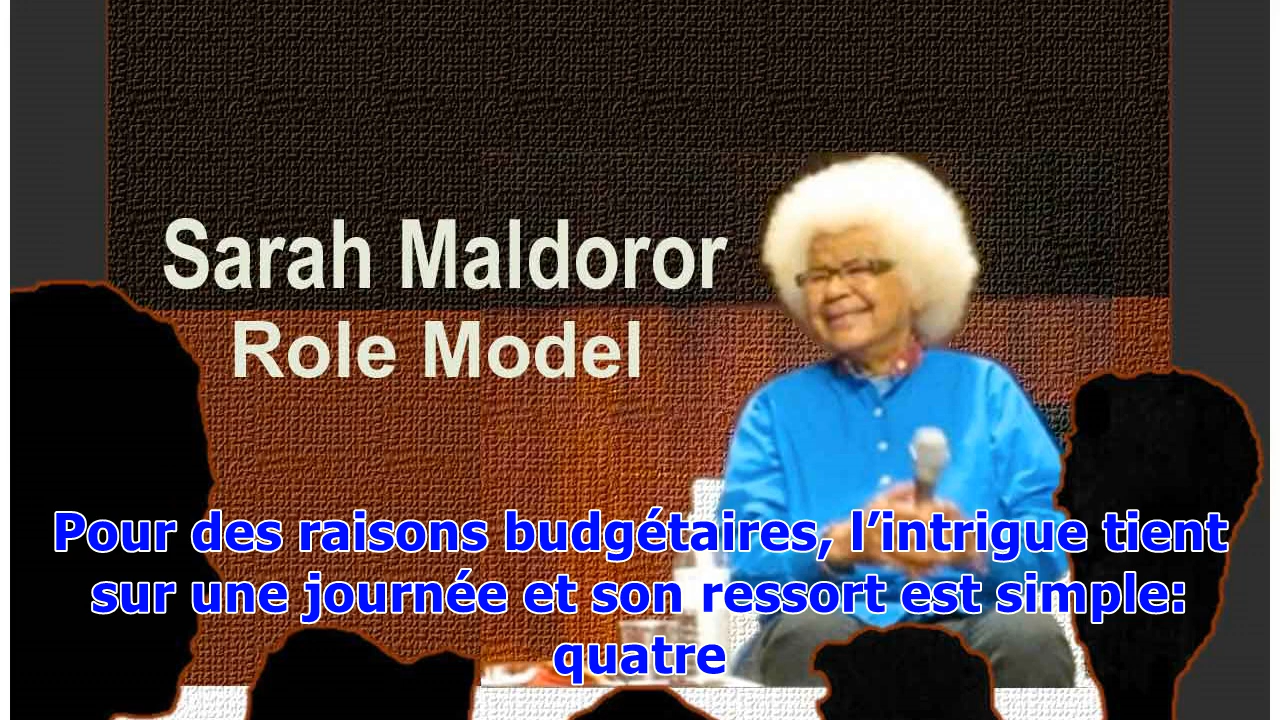 Sarah Maldoror
Role Model
Pour des raisons budgétaires, l’intrigue tient
sur une journée et son ressort est simple:
quatre